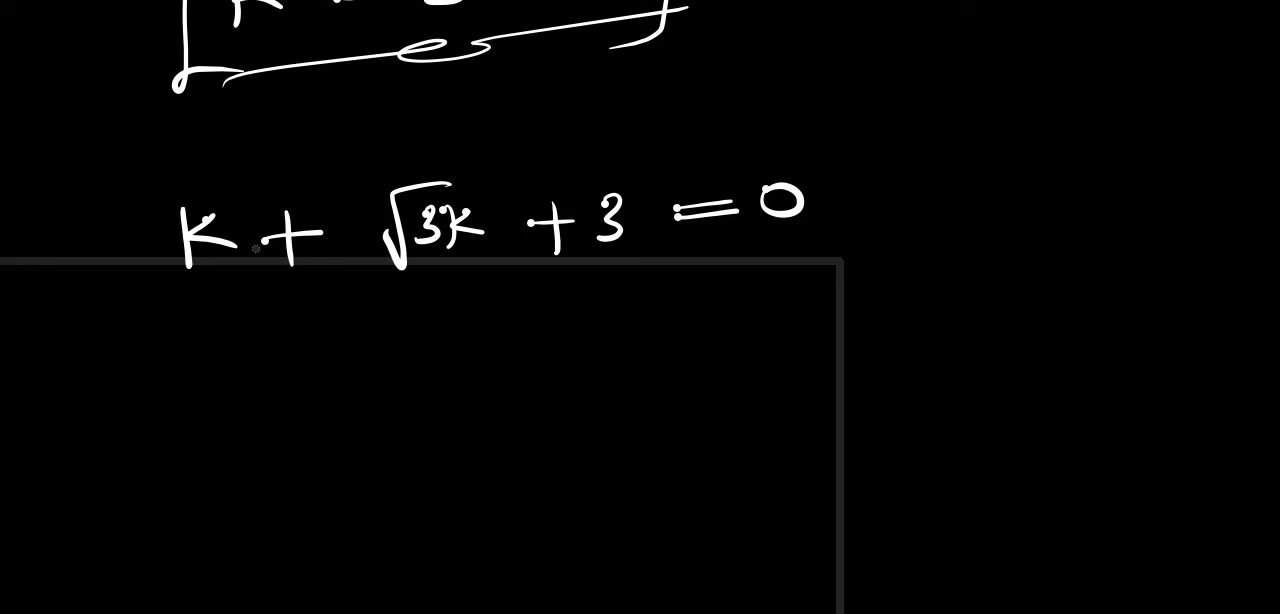 K + √3K + 3 = 0